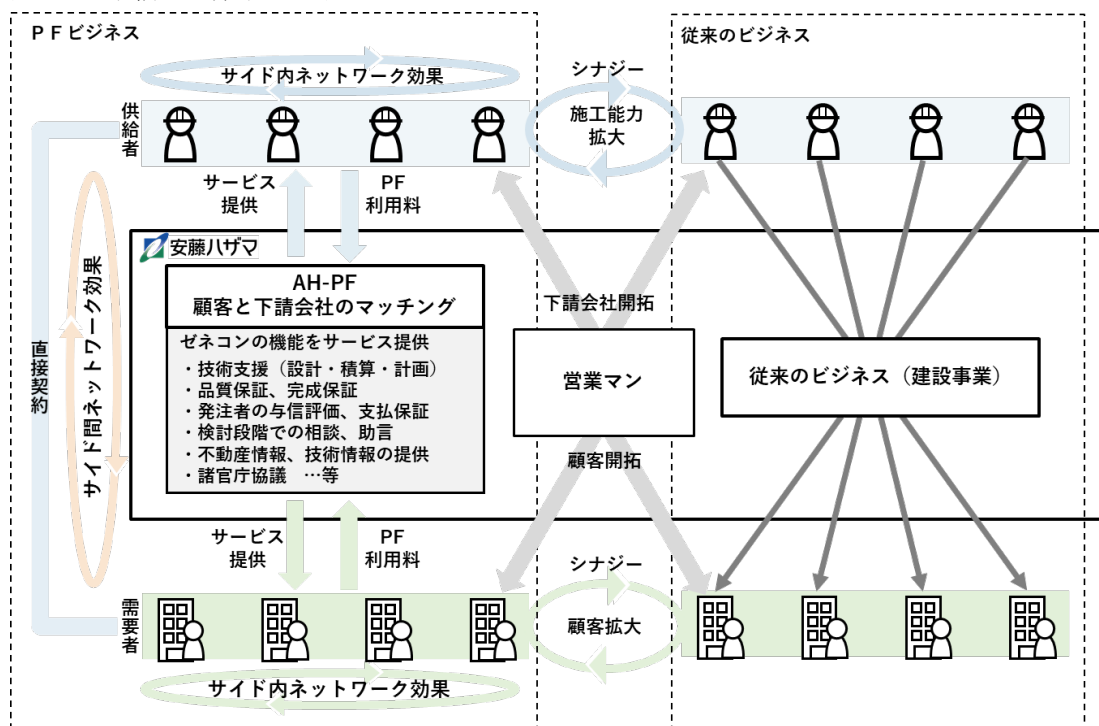 ＰＦビジネス
従来のビジネス
サイド内ネットワーク効果
シナジー
施工能力
拡大
供給者
サービス
提供
PF
利用料
安藤ハザマ
AH-PF
顧客と下請会社のマッチング
ゼネコンの機能をサービス提供
・技術支援（設計・積算・計画）
・品質保証、完成保証
・発注者の与信評価、支払保証
・検討段階での相談、助言
・不動産情報、技術情報の提供
・諸官庁協議　…等
下請会社開拓
営業マン
顧客開拓
従来のビジネス（建設事業）
直接契約
サイド間ネットワーク効果
サービス
提供
PF
利用料
シナジー
顧客拡大
需要者
サイド内ネットワーク効果